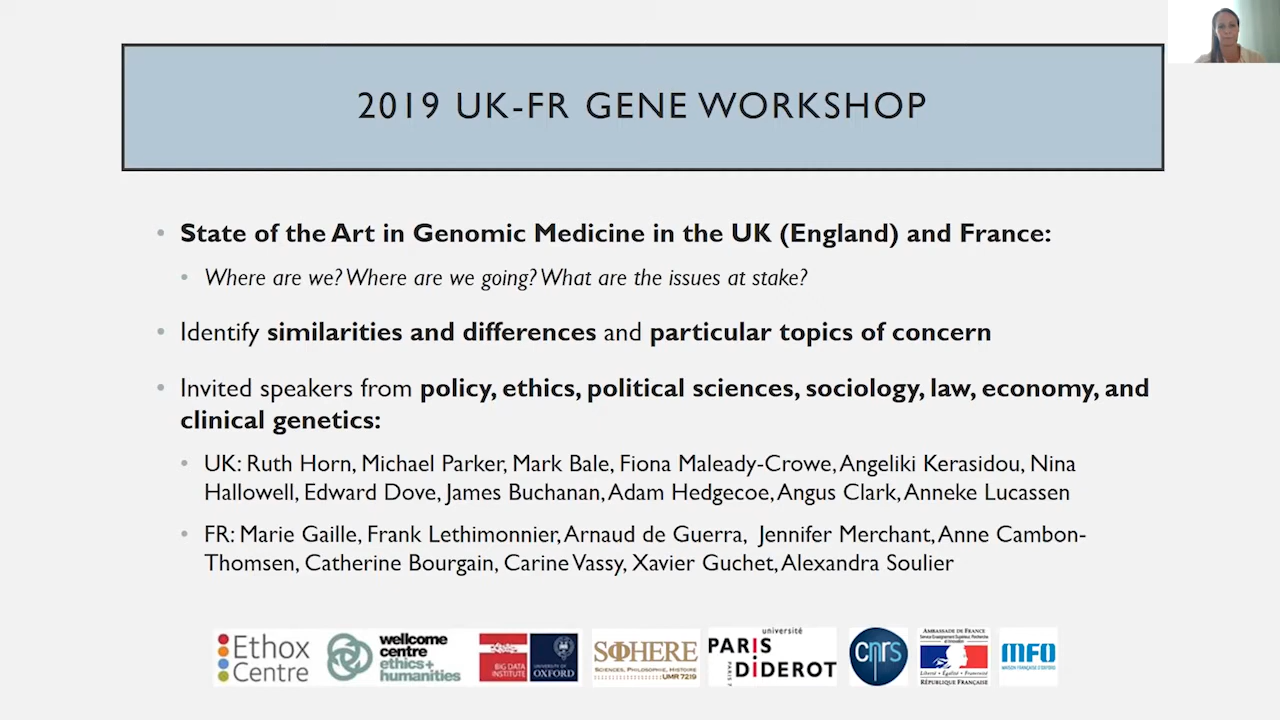 2019 UK-FR GENE WORKSHOP
• State of the Art in Genomic Medicine in the UK (England) and France:
• Where are we? Where are we going? What are the issues at stake?
• Identify similarities and differences and particular topics of concern
• Invited speakers from policy, ethics, political sciences, sociology, law, economy, and
clinical genetics:
• UK: Ruth Horn, Michael Parker, Mark Bale, Fiona Maleady-Crowe, Angeliki Kerasidou, Nina
Hallowell, Edward Dove, James Buchanan, Adam Hedgecoe, Angus Clark, Anneke Lucassen
• FR: Marie Gaille, Frank Lethimonnier, Arnaud de Guerra, Jennifer Merchant, Anne Cambon-
Thomsen, Catherine Bourgain, Carine Vassy, Xavier Guchet, Alexandra Soulier
Ethox
Centre
wellcome
centre
ethics+
humanities
BIG DATA
INSTITUTE
UNIVERSITY OF
OXFORD
SΦHERE
SCIENCES, PHILOSOPHIE, HISTOIRE
UMR 7219
université
PARIS
DIDEROT
PARIS 7
cnrs
AMBASSADE DE FRANCE
Liberté • Égalité • Fraternité
RÉPUBLIQUE FRANÇAISE
MFO
MAISON FRANÇAISE D'OXFORD